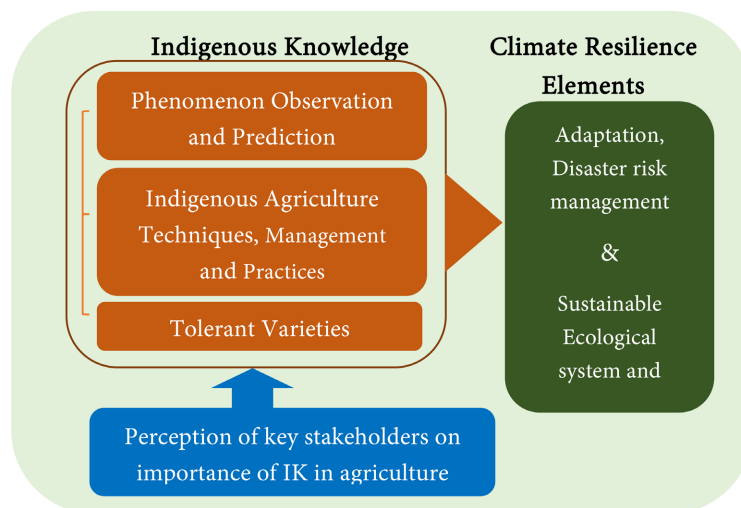 Indigenous Knowledge
Phenomenon Observation
and Prediction
Indigenous Agriculture
Techniques, Management
and Practices
Tolerant Varieties
Perception of key stakeholders on
importance of IK in agriculture
Climate Resilience
Elements
Adaptation,
Disaster risk
management
&
Sustainable
Ecological
system and